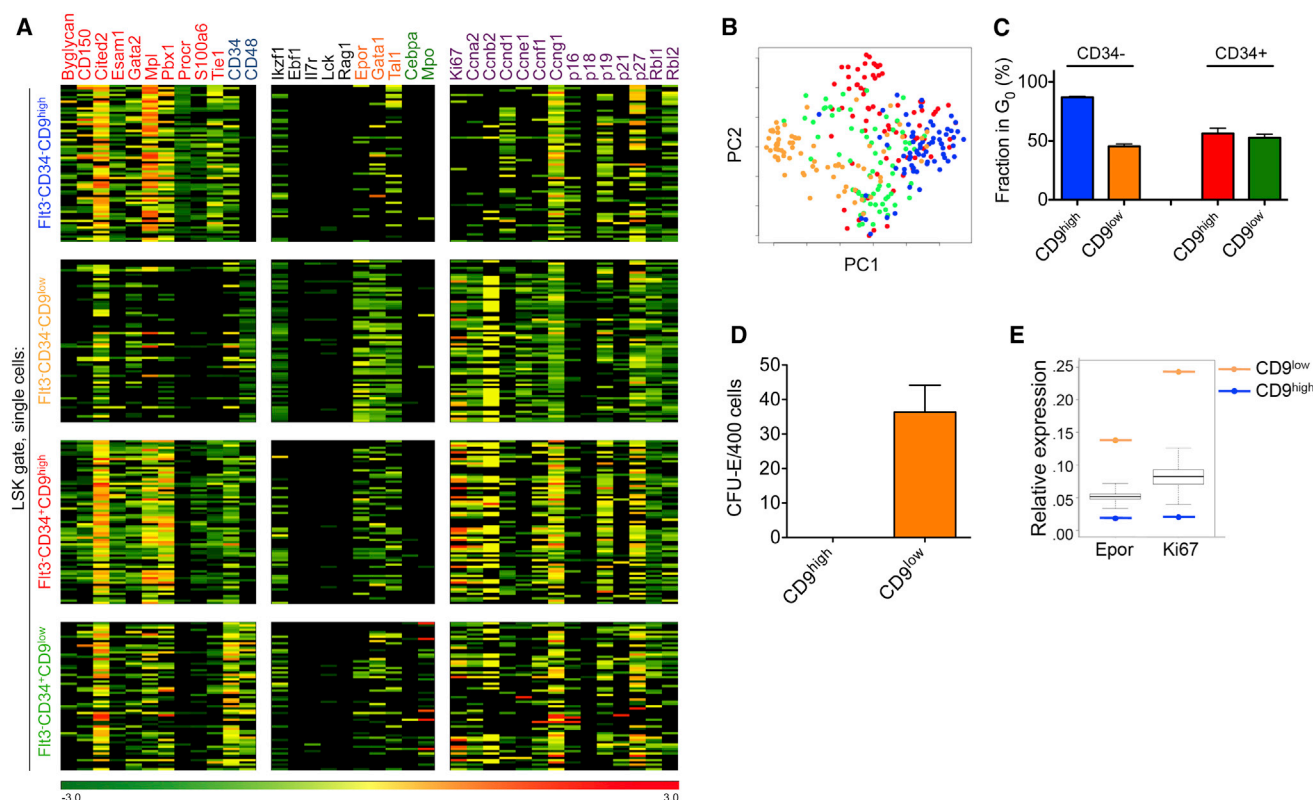 A
Byglycan
CD150
Cited2
Esam1
Gata2
Mpl
Pbx1
Procr
S100a6
Tie1
CD34
CD48
Ikzf1
Ebf1
Il7r
Lck
Rag1
Epor
Gata1
Tal1
Cebpa
Mpo
Ki67
Ccna2
Ccnb2
Ccnd1
Ccne1
Ccnf1
Ccng1
p16
p18
p19
p21
p27
Rbl1
Rbl2
LSK gate, single cells:
Flt3-CD34-CD9high
Flt3-CD34-CD9low
Flt3-CD34+CD9high
Flt3-CD34+CD9low
-3.0
3.0
B
PC2
PC1
C
CD34-
CD34+
Fraction in G0 (%)
100
50
0
CD9high
CD9low
CD9high
CD9low
D
CFU-E/400 cells
50
40
30
20
10
0
CD9high
CD9low
E
Relative expression
.25
.20
.15
.10
.05
.00
Epor
Ki67
CD9low
CD9high